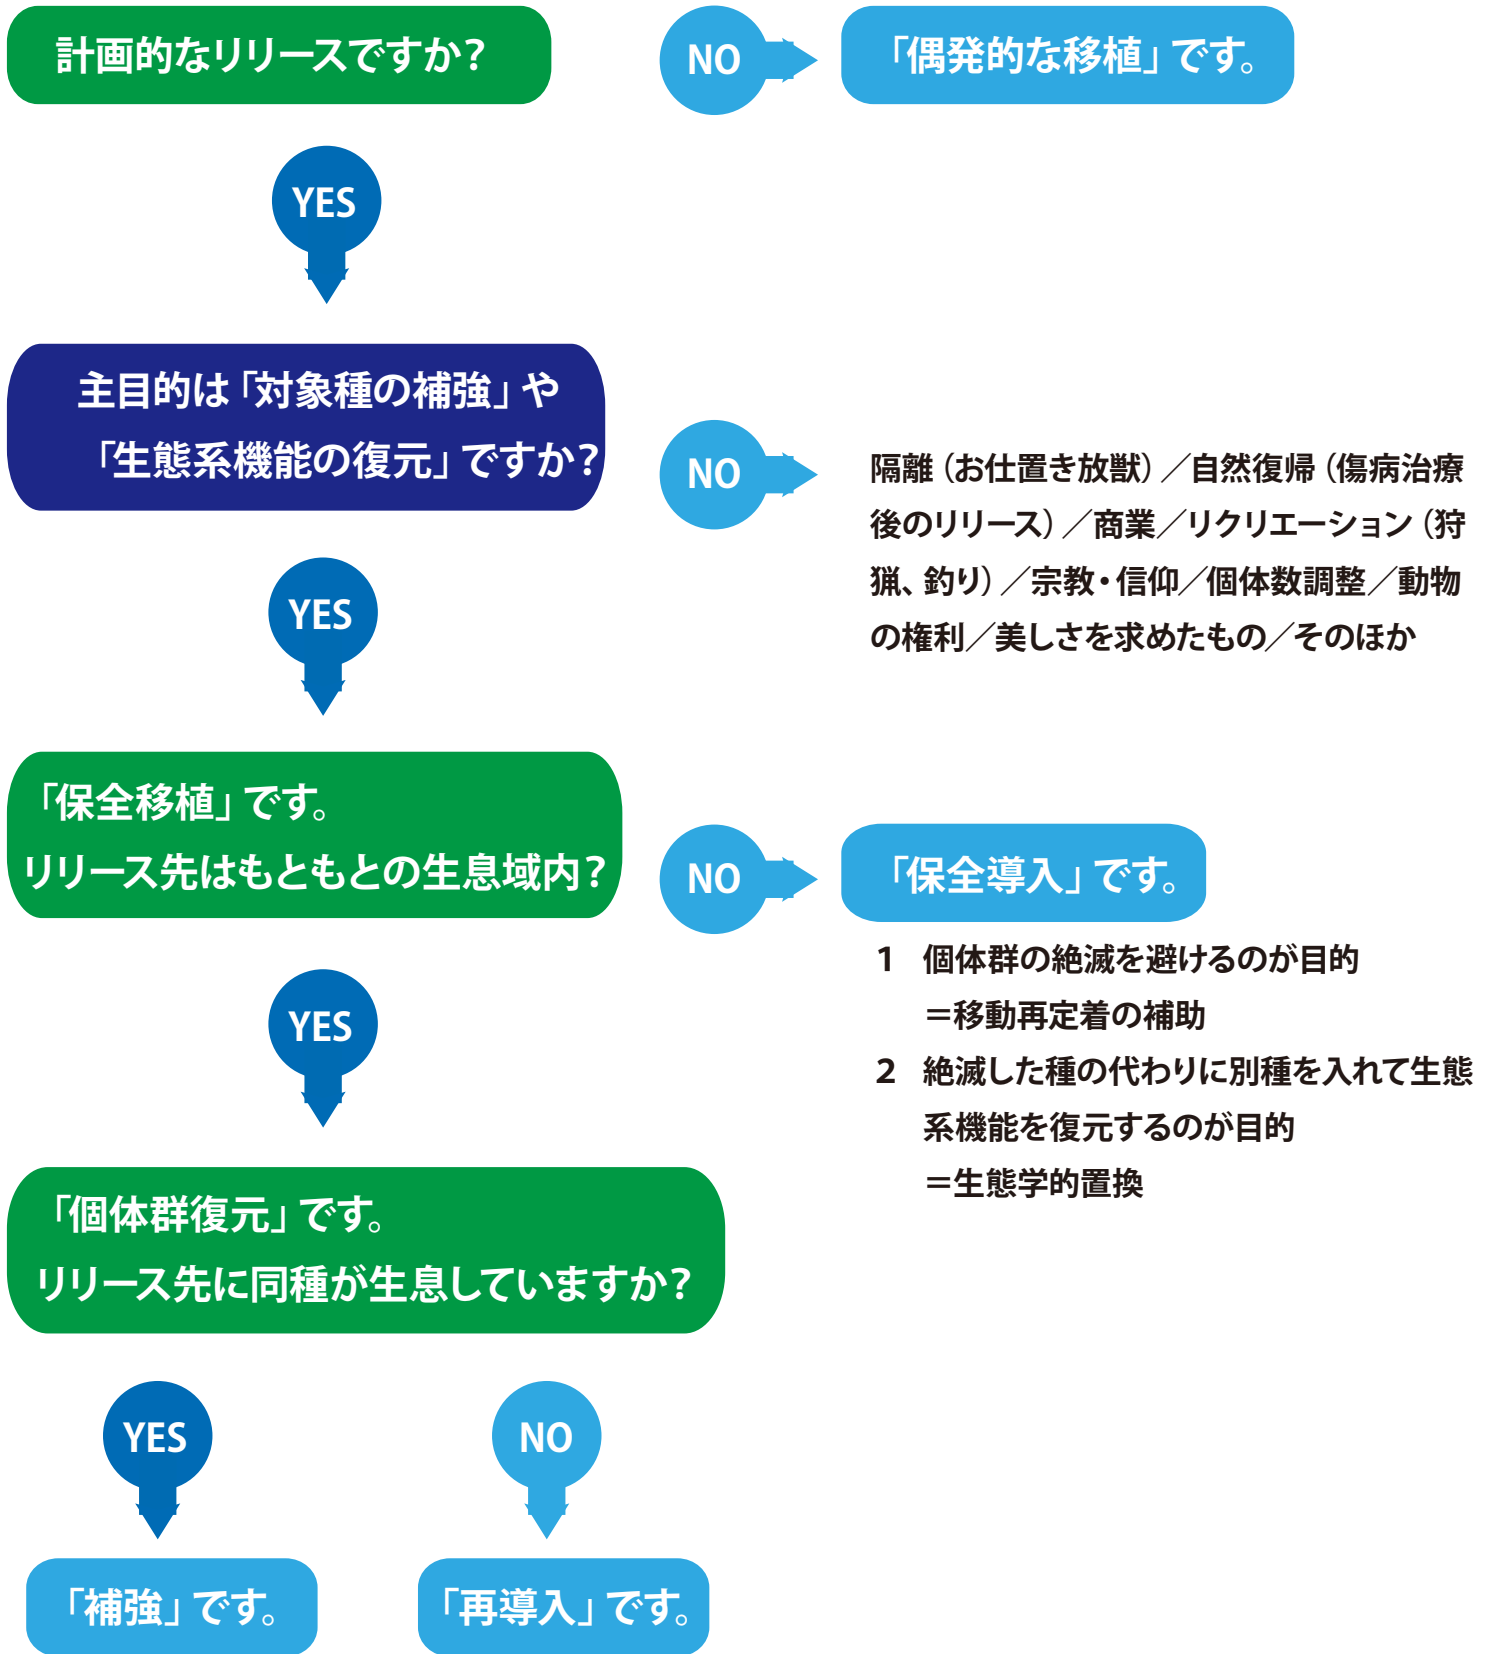 計画的なリリースですか？
NO
「偶発的な移植」です。
YES
主目的は「対象種の補強」や
「生態系機能の復元」ですか？
NO
隔離（お仕置き放獣）／自然復帰（傷病治療
後のリリース）／商業／リクリエーション（狩
猟、釣り）／宗教・信仰／個体数調整／動物
の権利／美しさを求めたもの／そのほか
YES
「保全移植」です。
リリース先はもともとの生息域内？
NO
「保全導入」です。
1 個体群の絶滅を避けるのが目的
＝移動再定着の補助
2 絶滅した種の代わりに別種を入れて生態
系機能を復元するのが目的
＝生態学的置換
YES
「個体群復元」です。
リリース先に同種が生息していますか？
YES
NO
「補強」です。
「再導入」です。